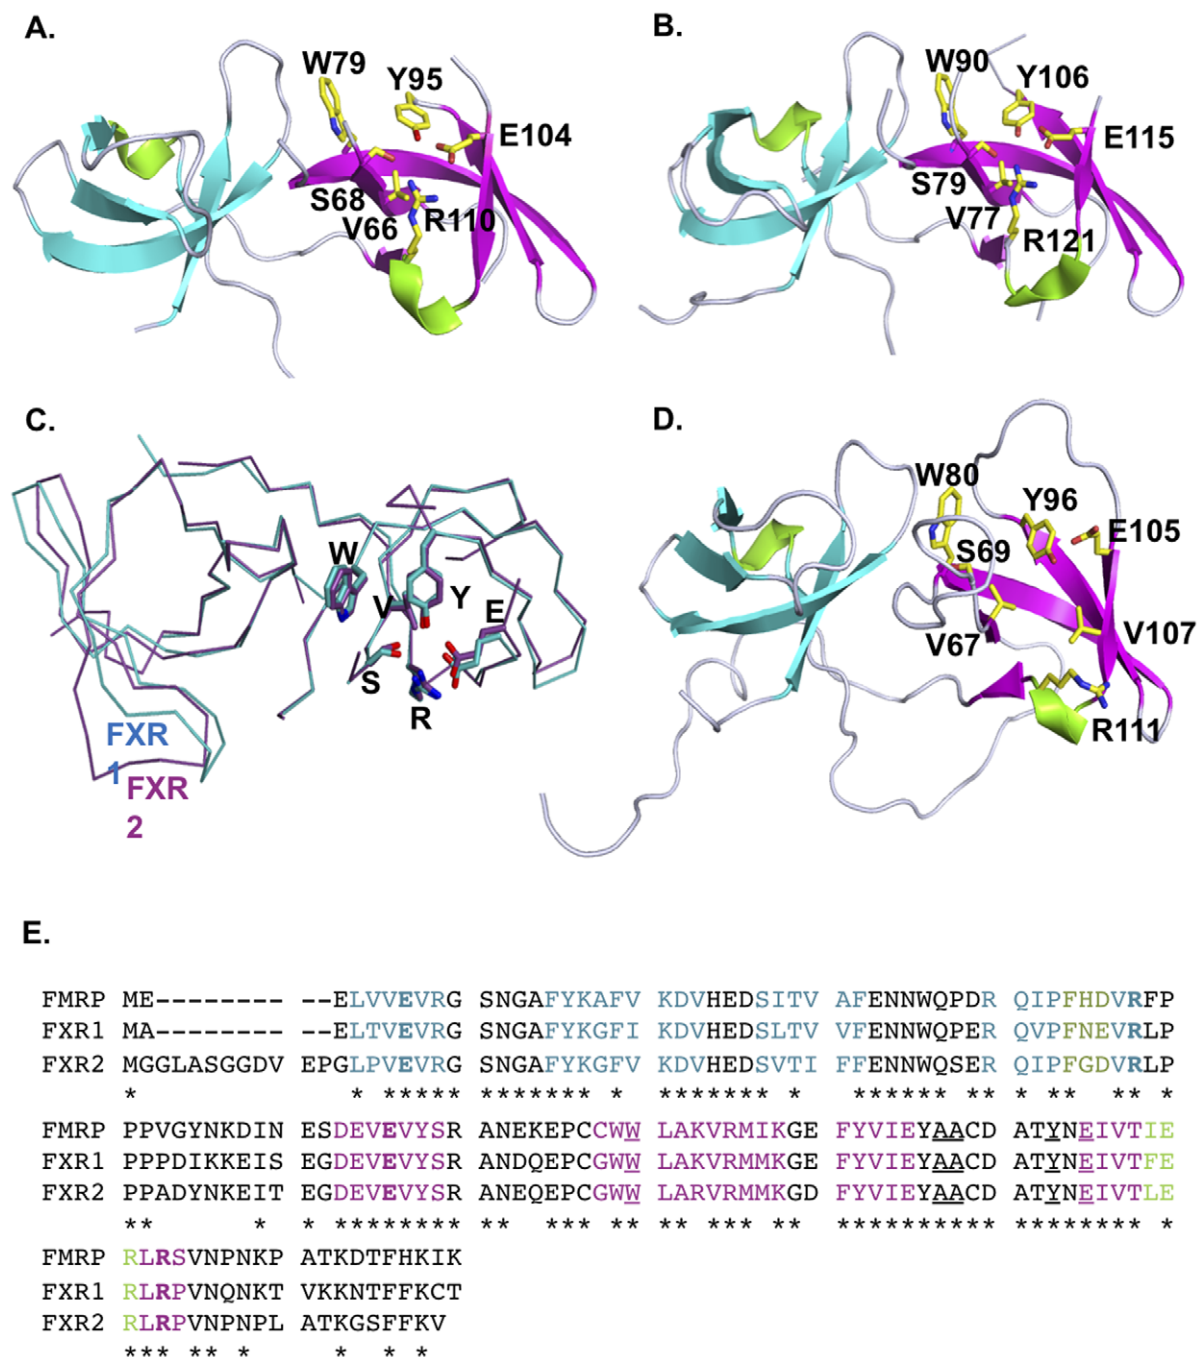 A.
W79
Y95
E104
S68
V66
R110
B.
W90
Y106
E115
S79
V77
R121
C.
W
V
Y
E
S
R
FXR
1
FXR
2
D.
W80
Y96
E105
S69
V67
V107
R111
E.
FMRP ME-------- --ELVVEVRG SNGAFYKAFV KDVHEDSITV AFENNWQPDR QIPFHDVRFP
FXR1 MA-------- --ELTVEVRG SNGAFYKGFI KDVHEDSLTV VFENNWQPER QVPFNEVRLP
FXR2 MGGLASGGDV EPGLPVEVRG SNGAFYKGFV KDVHEDSVTI FFENNWQSER QIPFGDVRLP
* * **** ******* * ******* * ****** ** * ** ** *
FMRP PPVGYNKDIN ESDEVEVYSR ANEKEPCCWW LAKVRMIKGE FYVIEYAACD ATYNEIVTIE
FXR1 PPPDIKKEIS EGDEVEVYSR ANDQEPCGWW LAKVRMMKGE FYVIEYAACD ATYNEIVTFE
FXR2 PPADYNKEIT EGDEVEVYSR ANEQEPCGWW LARVRMMKGD FYVIEYAACD ATYNEIVTLE
** * * ******** ** *** ** ** *** ** ********** ******** *
FMRP RLRSVNPNKP ATKDTFHKIK
FXR1 RLRPVNQNKT VKKNTFFKCT
FXR2 RLRPVNPNPL ATKGSFFKV
*** ** * * * *